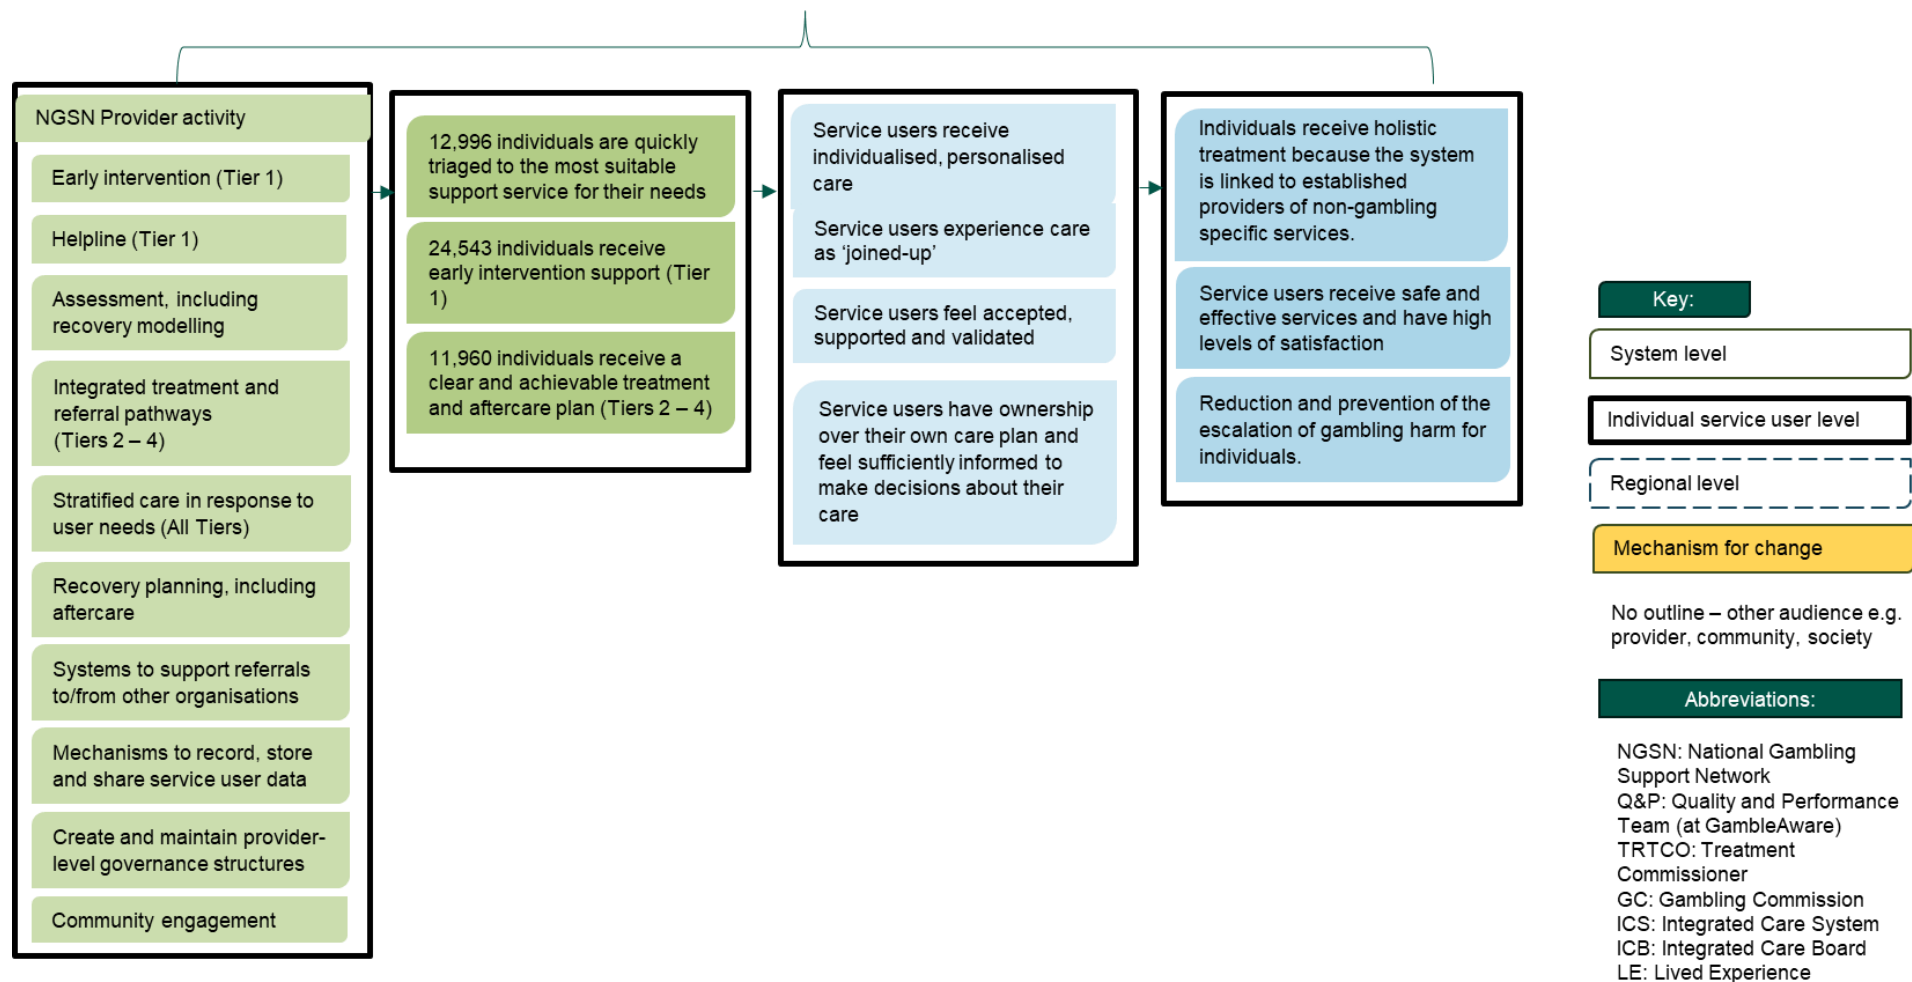 NGSN Provider activity
Early intervention (Tier 1)
Helpline (Tier 1)
Assessment, including
recovery modelling
Integrated treatment and
referral pathways
(Tiers 2 – 4)
Stratified care in response to
user needs (All Tiers)
Recovery planning, including
aftercare
Systems to support referrals
to/from other organisations
Mechanisms to record, store
and share service user data
Create and maintain provider-
level governance structures
Community engagement
12,996 individuals are quickly
triaged to the most suitable
support service for their needs
24,543 individuals receive
early intervention support (Tier
1)
11,960 individuals receive a
clear and achievable treatment
and aftercare plan (Tiers 2 – 4)
Service users receive
individualised, personalised
care
Service users experience care
as ‘joined-up’
Service users feel accepted,
supported and validated
Service users have ownership
over their own care plan and
feel sufficiently informed to
make decisions about their
care
Individuals receive holistic
treatment because the system
is linked to established
providers of non-gambling
specific services.
Service users receive safe and
effective services and have high
levels of satisfaction
Reduction and prevention of the
escalation of gambling harm for
individuals.
Key:
System level
Individual service user level
Regional level
Mechanism for change
No outline – other audience e.g.
provider, community, society
Abbreviations:
NGSN: National Gambling
Support Network
Q&P: Quality and Performance
Team (at GambleAware)
TRTCO: Treatment
Commissioner
GC: Gambling Commission
ICS: Integrated Care System
ICB: Integrated Care Board
LE: Lived Experience